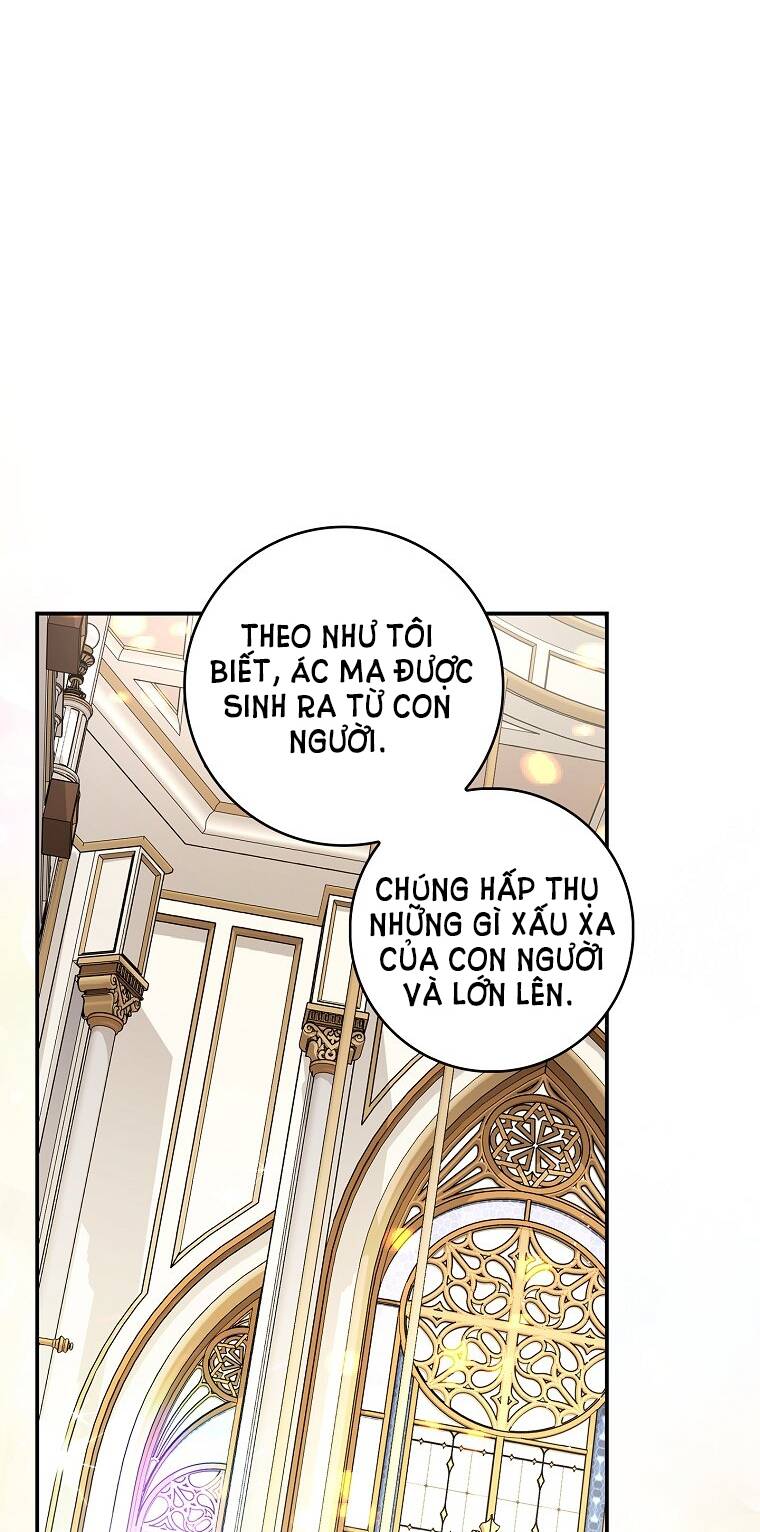 THEO NHƯ TÔI
BIẾT, ÁC MA ĐƯỢC
SINH RA TỪ CON
NGƯỜI.
CHÚNG HẤP THỤ
NHỮNG GÌ XẤU XA
CỦA CON NGƯỜI
VÀ LỚN LÊN.